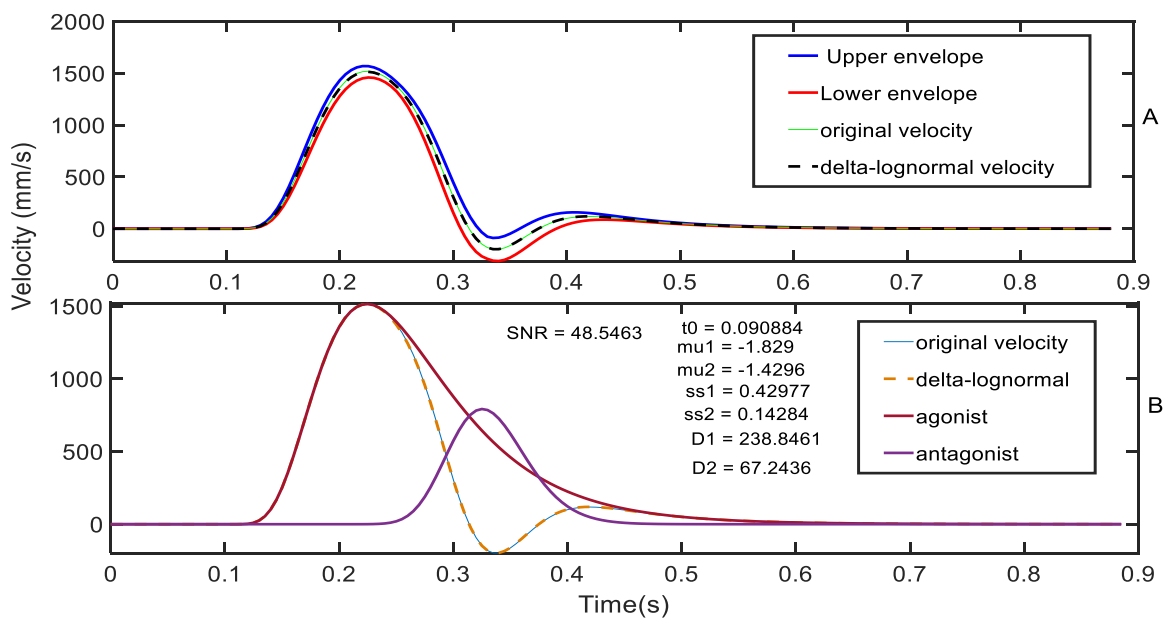 2000
1500
1000
500
0
Velocity (mm/s)
Upper envelope
Lower envelope
original velocity
delta-lognormal velocity
A
0 0.1 0.2 0.3 0.4 0.5 0.6 0.7 0.8 0.9
1500
1000
500
0
SNR = 48.5463
t0 = 0.090884
mu1 = -1.829
mu2 = -1.4296
ss1 = 0.42977
ss2 = 0.14284
D1 = 238.8461
D2 = 67.2436
original velocity
delta-lognormal
agonist
antagonist
B
0 0.1 0.2 0.3 0.4 0.5 0.6 0.7 0.8 0.9
Time(s)